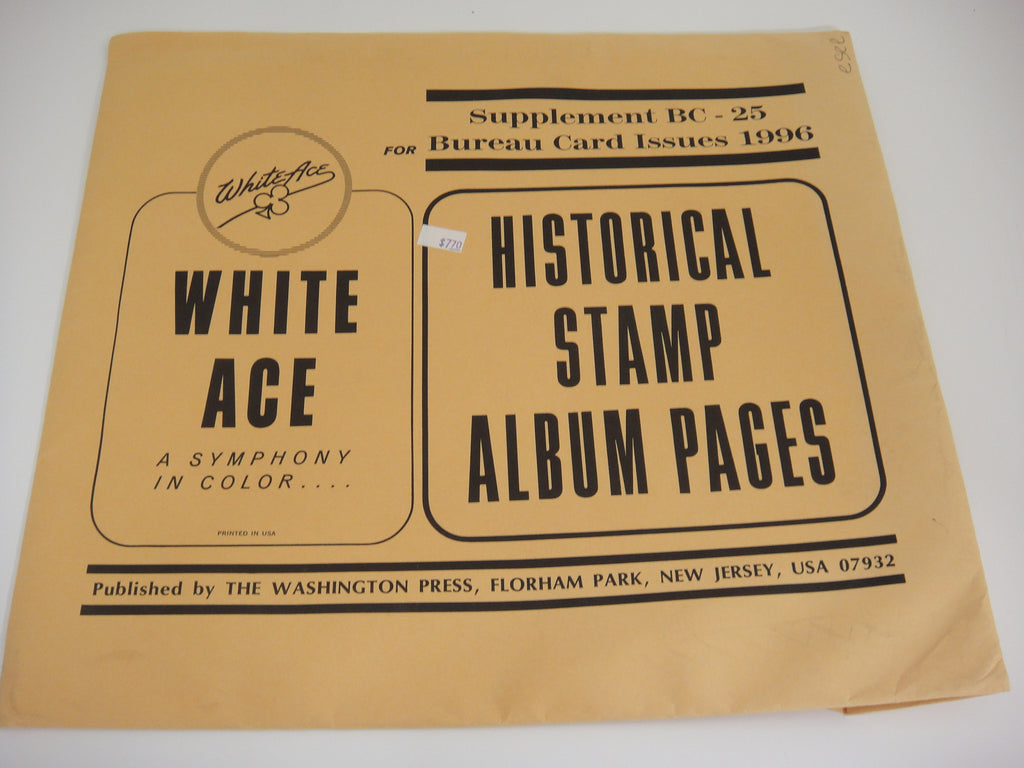 Supplement BC - 25
FOR Bureau Card Issues 1996
White Ace
WHITE
ACE
A SYMPHONY
IN COLOR....
PRINTED IN USA
$770
HISTORICAL
STAMP
ALBUM PAGES
Published by THE WASHINGTON PRESS, FLORHAM PARK, NEW JERSEY, USA 07932